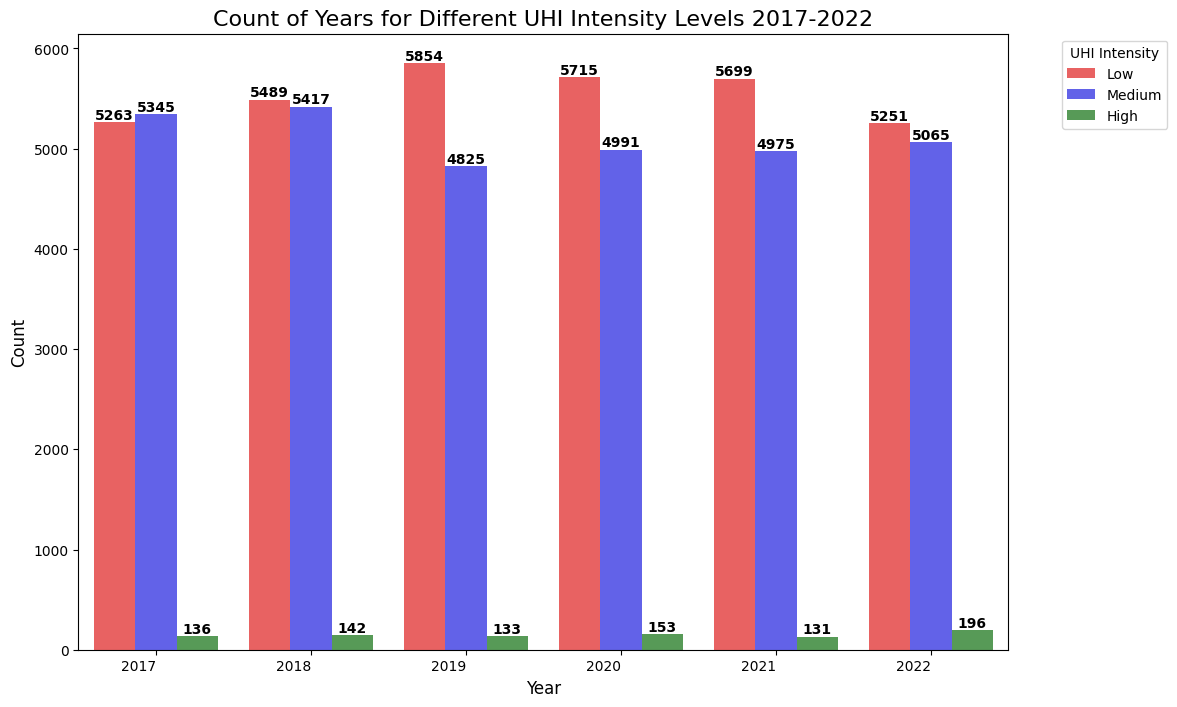 Count of Years for Different UHI Intensity Levels 2017-2022
UHI Intensity
Low
Medium
High
Count
6000
5000
4000
3000
2000
1000
0
5263 5345 136
5489 5417 142
5854 4825 133
5715 4991 153
5699 4975 131
5251 5065 196
2017 2018 2019 2020 2021 2022
Year